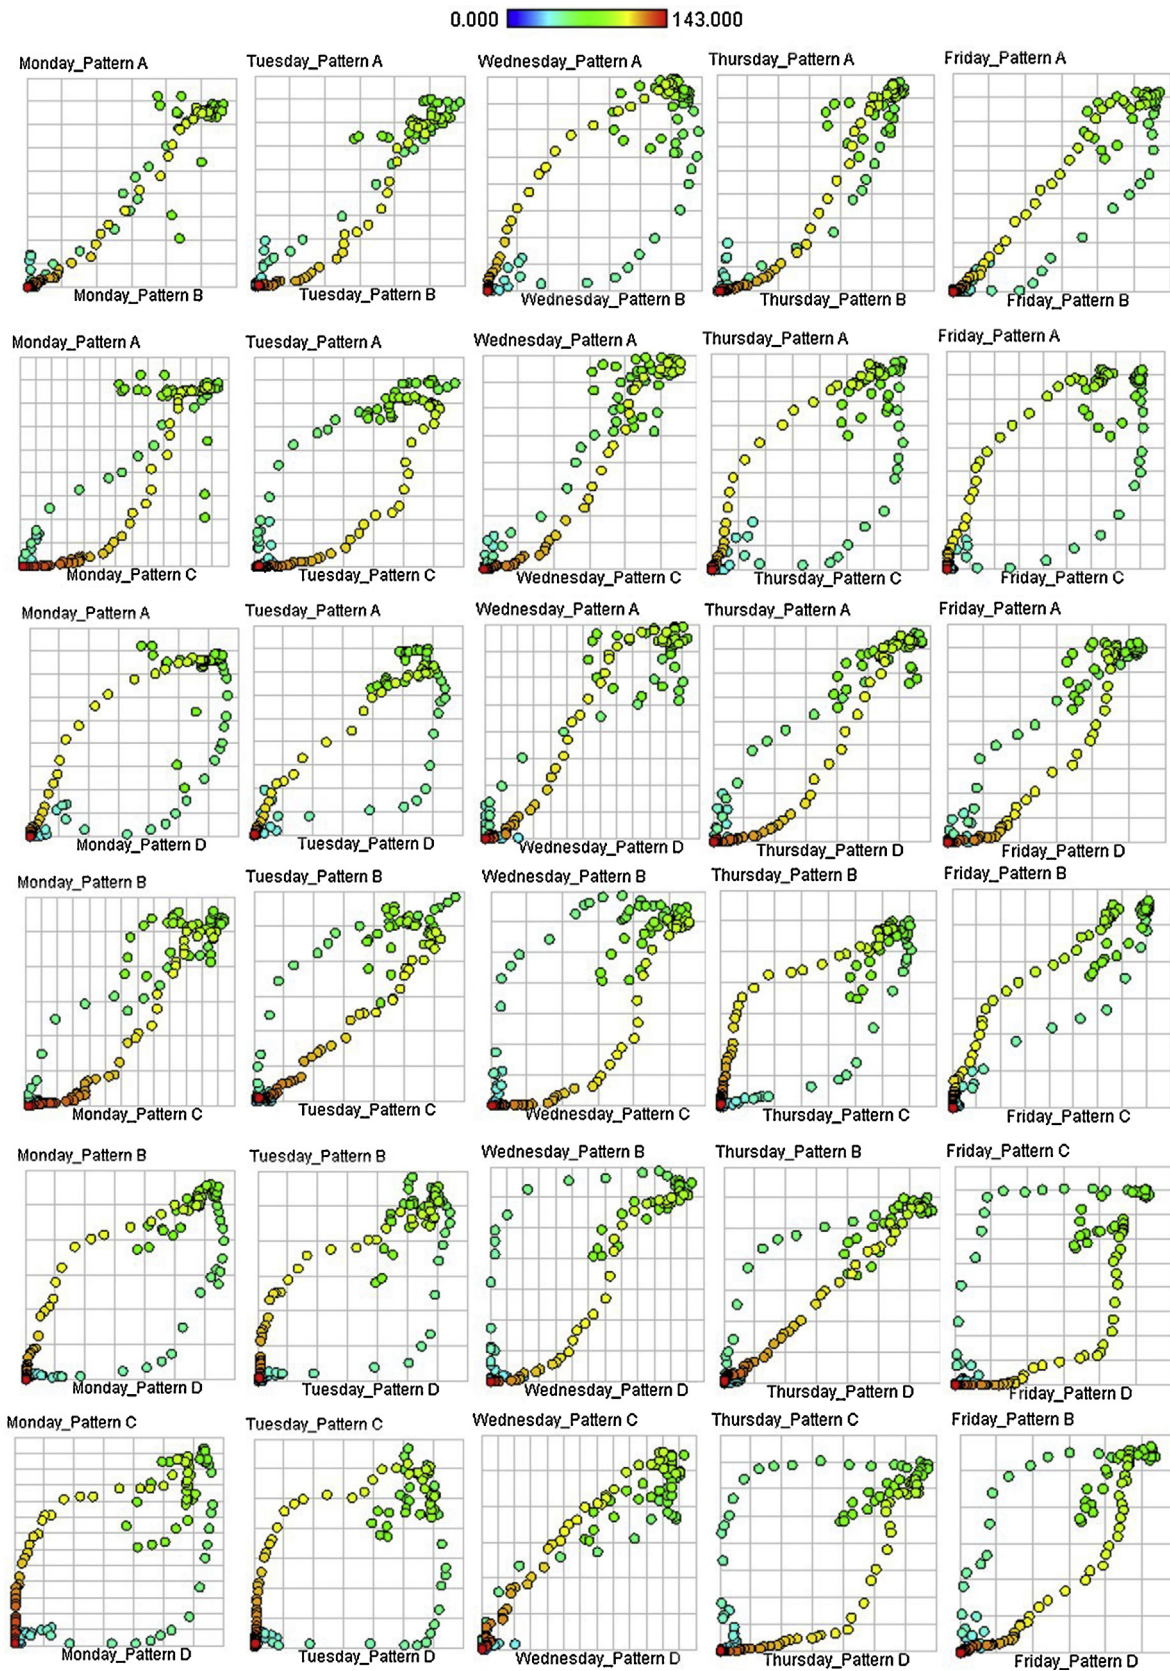 0.000 143.000
Monday_Pattern A Tuesday_Pattern A Wednesday_Pattern A Thursday_Pattern A Friday_Pattern A
Monday_Pattern B Tuesday_Pattern B Wednesday_Pattern B Thursday_Pattern B Friday_Pattern B
Monday_Pattern A Tuesday_Pattern A Wednesday_Pattern A Thursday_Pattern A Friday_Pattern A
Monday_Pattern C Tuesday_Pattern C Wednesday_Pattern C Thursday_Pattern C Friday_Pattern C
Monday_Pattern A Tuesday_Pattern A Wednesday_Pattern A Thursday_Pattern A Friday_Pattern A
Monday_Pattern D Tuesday_Pattern D Wednesday_Pattern D Thursday_Pattern D Friday_Pattern D
Monday_Pattern B Tuesday_Pattern B Wednesday_Pattern B Thursday_Pattern B Friday_Pattern B
Monday_Pattern C Tuesday_Pattern C Wednesday_Pattern C Thursday_Pattern C Friday_Pattern C
Monday_Pattern B Tuesday_Pattern B Wednesday_Pattern B Thursday_Pattern B Friday_Pattern C
Monday_Pattern D Tuesday_Pattern D Wednesday_Pattern D Thursday_Pattern D Friday_Pattern D
Monday_Pattern C Tuesday_Pattern C Wednesday_Pattern C Thursday_Pattern C Friday_Pattern B
Monday_Pattern D Tuesday_Pattern D Wednesday_Pattern D Thursday_Pattern D Friday_Pattern D